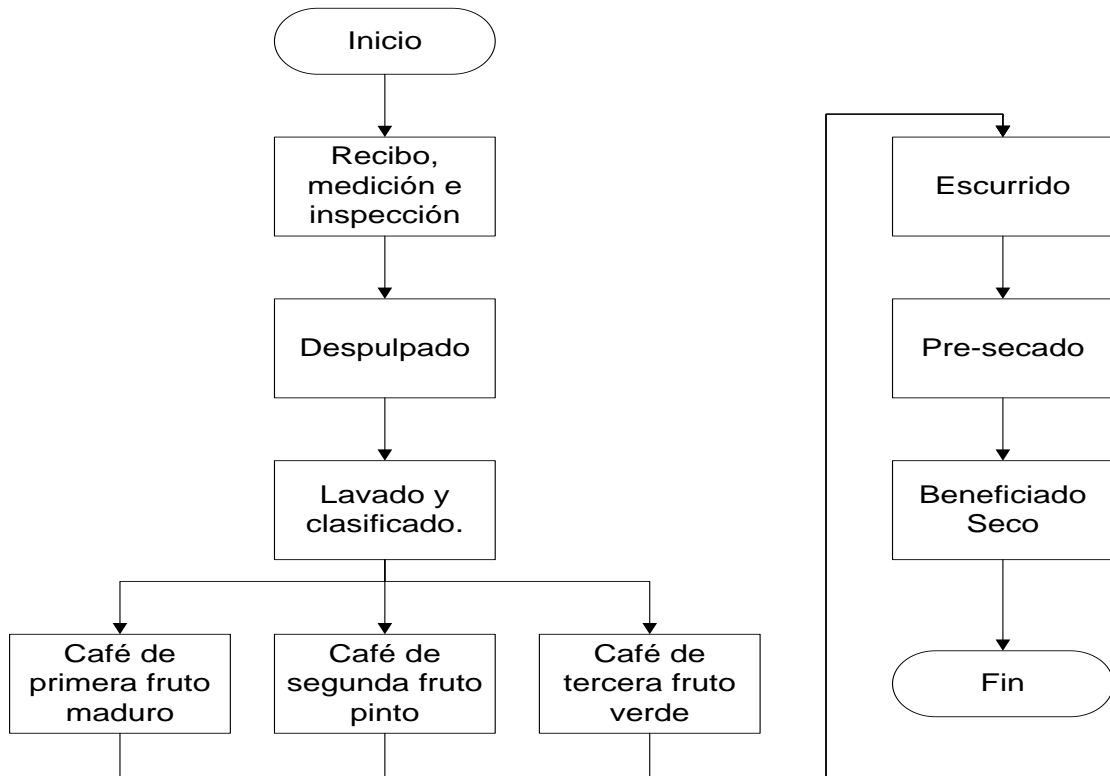 Inicio
Recibo,
medición e
inspección
Despulpado
Lavado y
clasificado.
Café de
primera fruto
maduro
Café de
segunda fruto
pinto
Café de
tercera fruto
verde
Escurrido
Pre-secado
Beneficiado
Seco
Fin